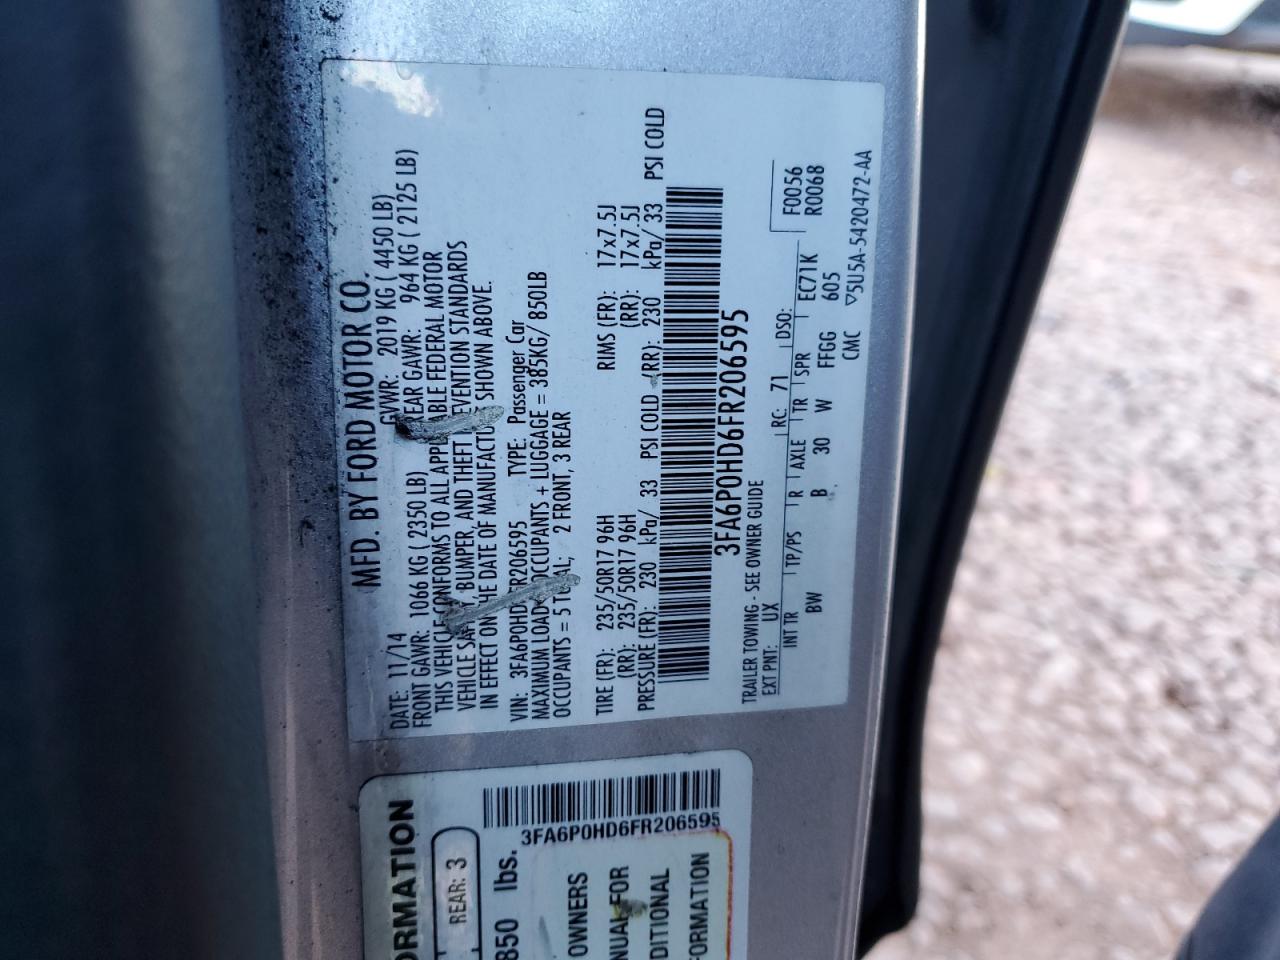 MFD. BY FORD MOTOR CO.
DATE: 11/14 GVWR: 2019 KG ( 4450 LB)
FRONT GAWR: 1066 KG ( 2350 LB) REAR GAWR: 964 KG ( 2125 LB)
THIS VEHICLE CONFORMS TO ALL APPLICABLE FEDERAL MOTOR
VEHICLE SAFETY, BUMPER, AND THEFT PREVENTION STANDARDS
IN EFFECT ON THE DATE OF MANUFACTURE SHOWN ABOVE.
VIN: 3FA6P0HD6FR206595 TYPE: Passenger Car
MAXIMUM LOAD OCCUPANTS + LUGGAGE = 385KG/ 850LB
OCCUPANTS = 5 TOTAL; 2 FRONT, 3 REAR
TIRE (FR): 235/50R17 96H RIMS (FR): 17x7.5J
(RR): 235/50R17 96H (RR): 17x7.5J
PRESSURE (FR): 230 kPa/ 33 PSI COLD (RR): 230 kPa/ 33 PSI COLD
3FA6P0HD6FR206595
TRAILER TOWING - SEE OWNER GUIDE
EXT PNT: UX RC: 71 DSO: F0056
INT TR TP/PS R AXLE TR SPR EC71K R0068
BW B 30 W FFGG 605
CMC ▽5U5A-5420472-AA
ORMATION
REAR: 3
850 lbs.
3FA6P0HD6FR206595
OWNERS
NUAL FOR
DITIONAL
FORMATION